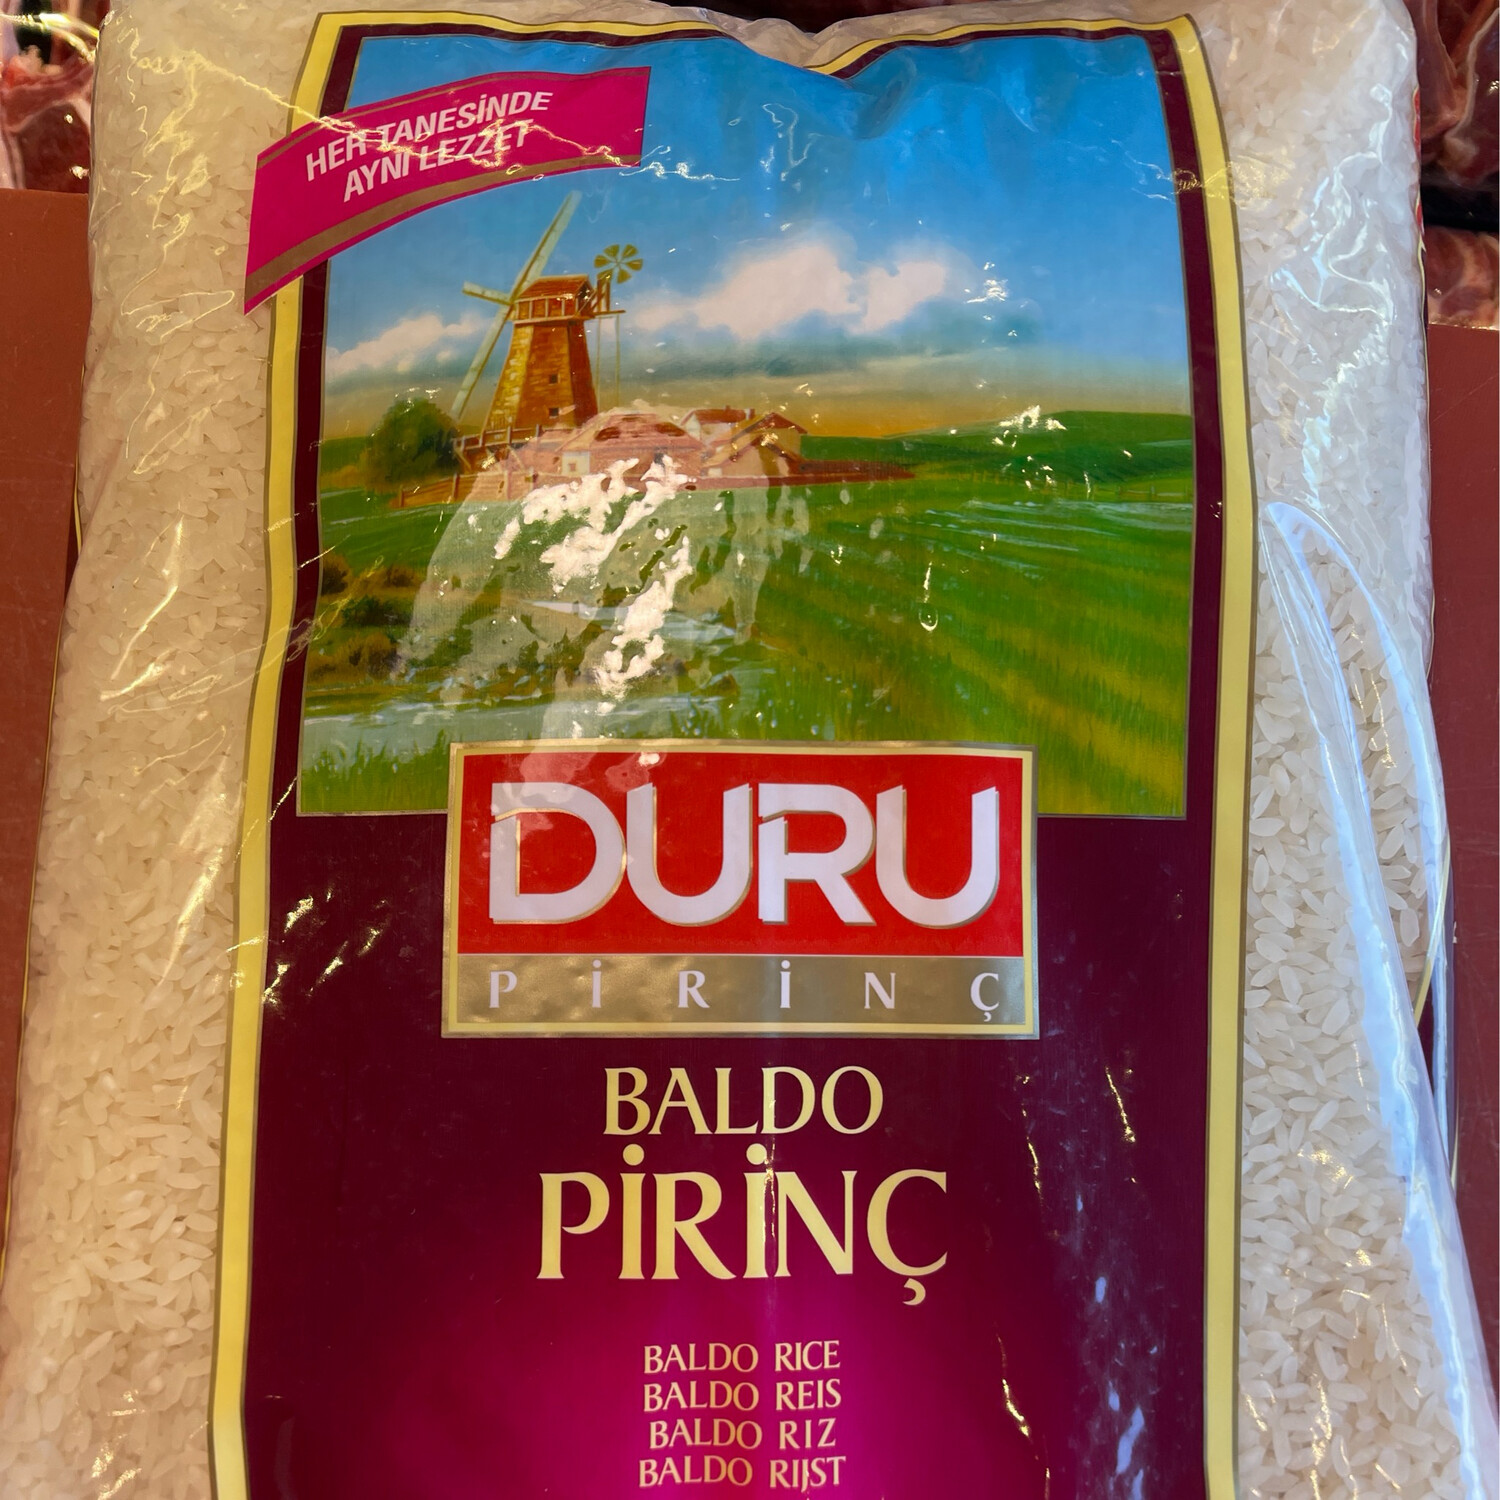 HER TANESİNDE
AYNI LEZZET
DURU
PİRİNÇ
BALDO
PİRİNÇ
BALDO RICE
BALDO REIS
BALDO RIZ
BALDO RIJST